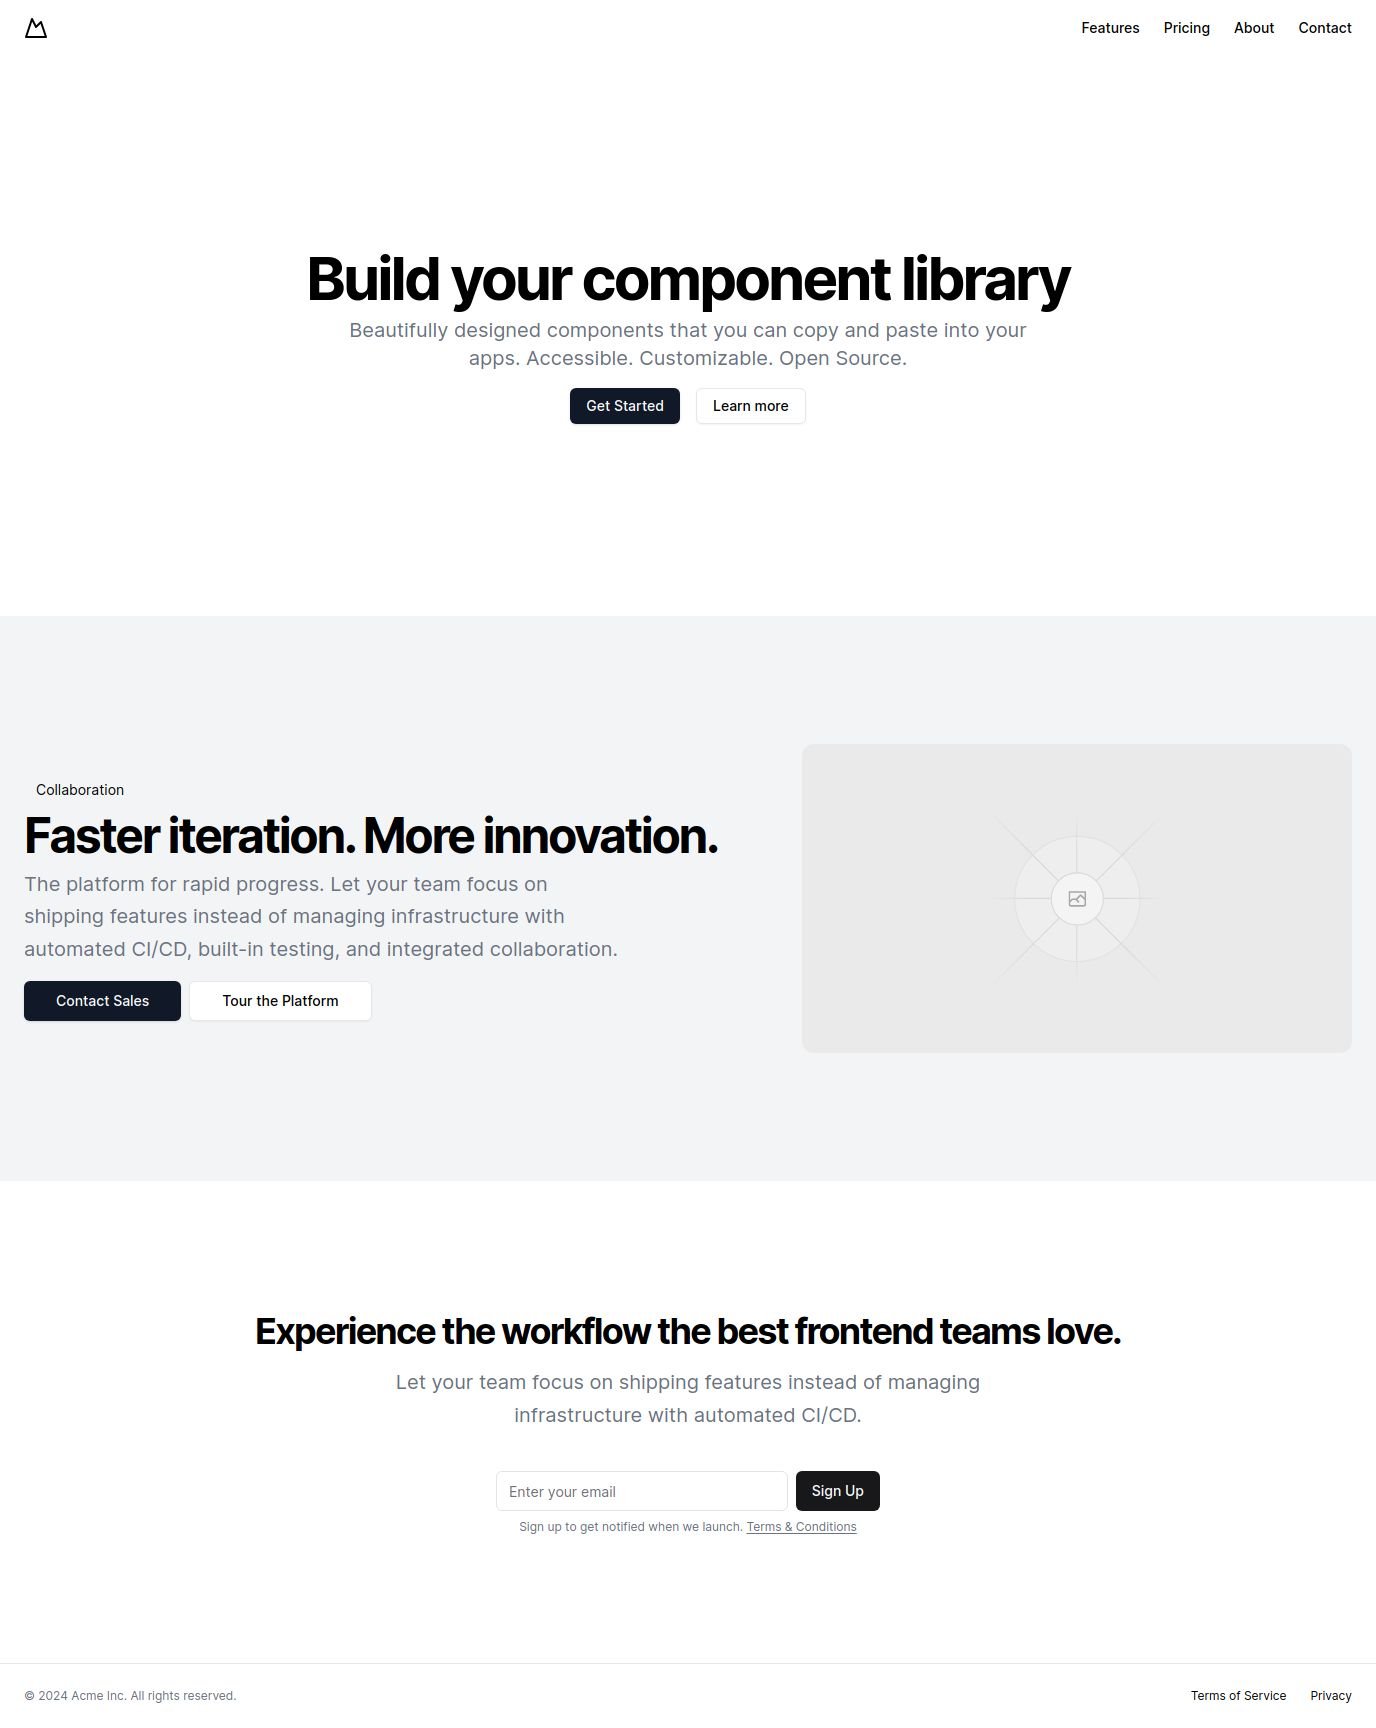 Features Pricing About Contact
Build your component library
Beautifully designed components that you can copy and paste into your
apps. Accessible. Customizable. Open Source.
Get Started Learn more
Collaboration
Faster iteration. More innovation.
The platform for rapid progress. Let your team focus on
shipping features instead of managing infrastructure with
automated CI/CD, built-in testing, and integrated collaboration.
Contact Sales Tour the Platform
Experience the workflow the best frontend teams love.
Let your team focus on shipping features instead of managing
infrastructure with automated CI/CD.
Enter your email Sign Up
Sign up to get notified when we launch. Terms & Conditions
© 2024 Acme Inc. All rights reserved. Terms of Service Privacy